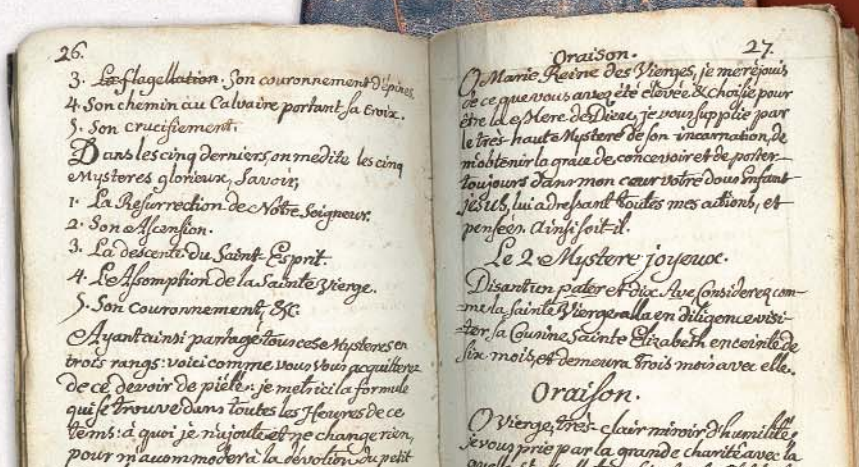 26.
3. La flagellation. Son couronnement d'épines.
4. Son chemin au Calvaire portant sa Croix.
5. Son crucifiement.
Dans les cinq derniers, on medite les cinq
Mysteres glorieux, Savoir,
1. La Resurrection de Nôtre Seigneur.
2. Son Ascension.
3. La descente du Saint Esprit.
4. L'Assomption de la Sainte Vierge.
5. Son couronnement, &c.
Ayant ainsi partagé tous ces Mysteres en
trois rangs: voici comme vous vous acquitterez
de ce devoir de pieté: je mets ici la formule
qui se trouve dans toutes les Heures de ce
tems: à quoi je n'ajoute et ne change rien,
pour m'accommoder à la dévotion du petit
27.
Oraison.
O Marie, Reine des Vierges, je me réjouis
de ce que vous avez été élevée & choisie pour
être la Mere de Dieu, je vous supplie par
le très-haute Mystere de son incarnation, de
m'obtenir la grace de concevoir et de porter
toujours dans mon coeur votre doux Enfant
JESUS, lui adressant toutes mes actions, et
pensées. Ainsi soit-il.
Le 2 Mystere joyeux.
Disant un pater et dix Ave Considerez com-
-me la Sainte Vierge alla en diligence visi-
-ter sa Cousine Sainte Elizabeth enceinte de
six mois, et demeura trois mois avec elle.
Oraison.
O Vierge, très-clair miroir d'humilité,
je vous prie par la grande charité avec la